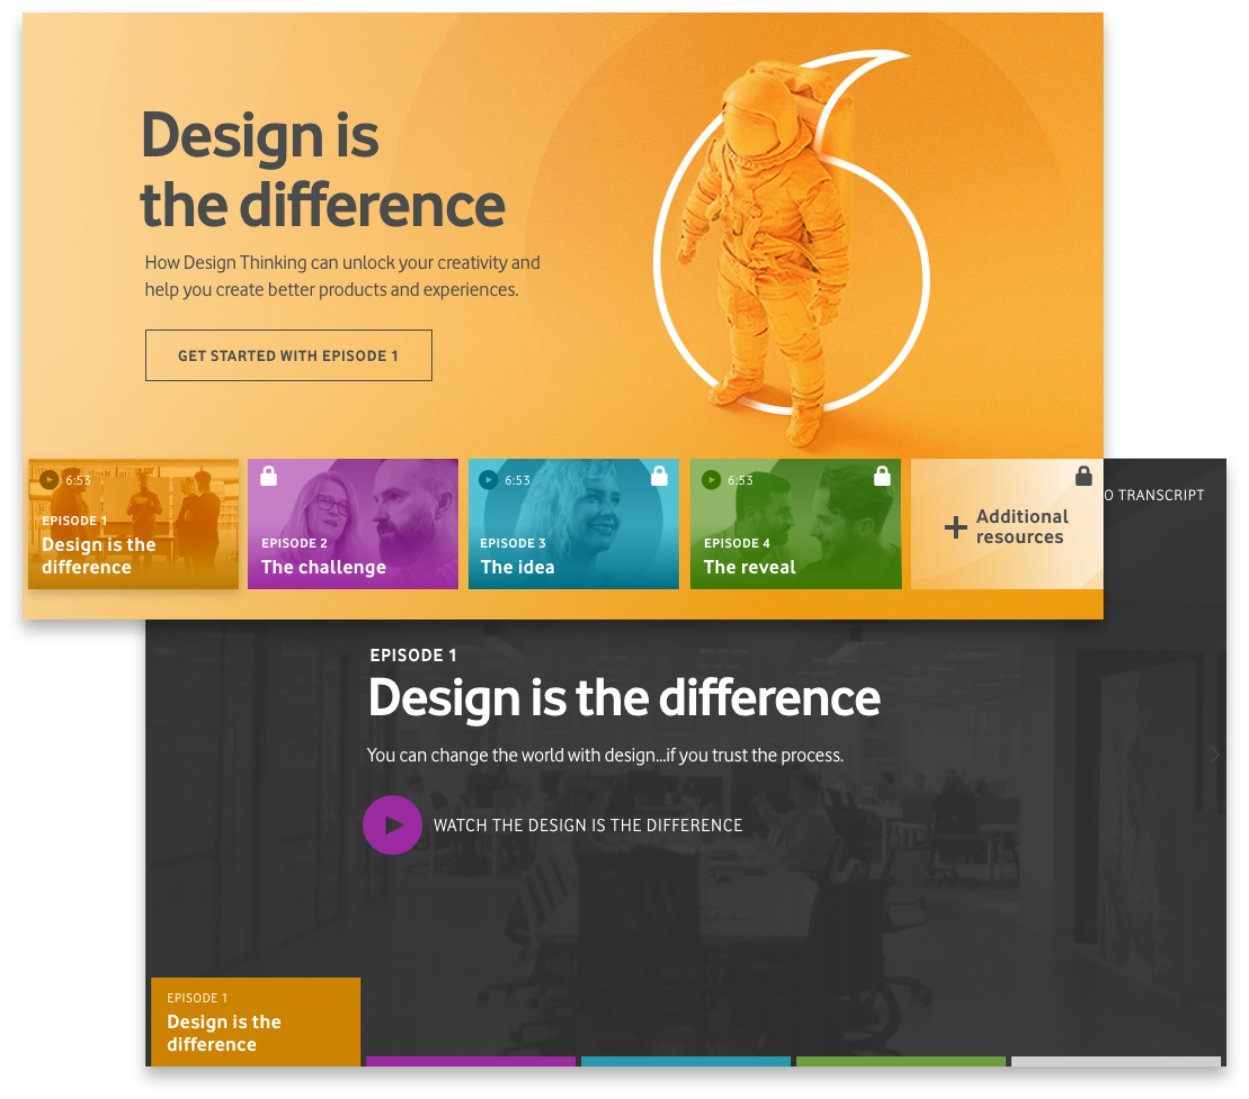 Design is
the difference
How Design Thinking can unlock your creativity and
help you create better products and experiences.
GET STARTED WITH EPISODE 1
6:53
EPISODE 1
Design is the
difference
EPISODE 2
The challenge
6:53
EPISODE 3
The idea
6:53
EPISODE 4
The reveal
Additional
resources
O TRANSCRIPT
EPISODE 1
Design is the difference
You can change the world with design...if you trust the process.
WATCH THE DESIGN IS THE DIFFERENCE
EPISODE 1
Design is the
difference